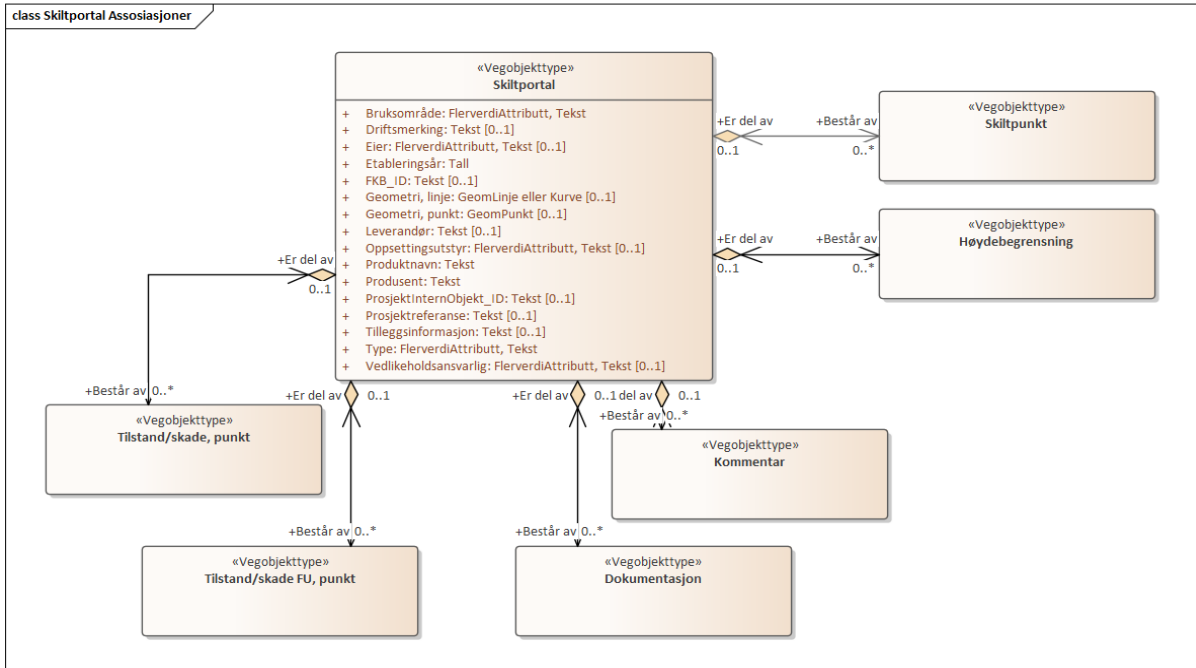 class Skiltportal Assosiasjoner
«Vegobjekttype»
Skiltportal
+ Bruksområde: FlerverdiAttributt, Tekst
+ Driftsmerking: Tekst [0..1]
+ Eier: FlerverdiAttributt, Tekst [0..1]
+ Etableringsår: Tall
+ FKB_ID: Tekst [0..1]
+ Geometri, linje: GeomLinje eller Kurve [0..1]
+ Geometri, punkt: GeomPunkt [0..1]
+ Leverandør: Tekst [0..1]
+ Oppsettingsutstyr: FlerverdiAttributt, Tekst [0..1]
+ Produktnavn: Tekst
+ Produsent: Tekst
+ ProsjektInternObjekt_ID: Tekst [0..1]
+ Prosjektreferanse: Tekst [0..1]
+ Tilleggsinformasjon: Tekst [0..1]
+ Type: FlerverdiAttributt, Tekst
+ Vedlikeholdsansvarlig: FlerverdiAttributt, Tekst [0..1]
+Er del av +Består av
0..1 0..*
«Vegobjekttype»
Skiltpunkt
+Er del av +Består av
0..1 0..*
«Vegobjekttype»
Høydebegrensning
+Er del av
0..1
+Består av 0..*
«Vegobjekttype»
Tilstand/skade, punkt
+Er del av 0..1
+Består av 0..*
«Vegobjekttype»
Tilstand/skade FU, punkt
+Er del av 0..1
+Består av 0..*
«Vegobjekttype»
Dokumentasjon
del av 0..1
+Består av 0..*
«Vegobjekttype»
Kommentar